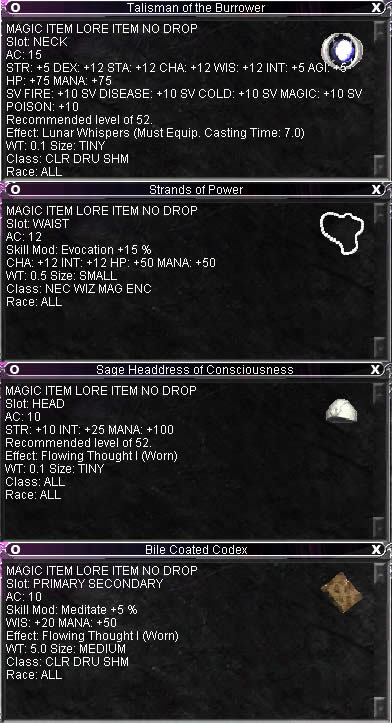 O Talisman of the Burrower X
MAGIC ITEM LORE ITEM NO DROP
Slot: NECK
AC: 15
STR: +5 DEX: +12 STA: +12 CHA: +12 WIS: +12 INT: +5 AGI: +5
HP: +75 MANA: +75
SV FIRE: +10 SV DISEASE: +10 SV COLD: +10 SV MAGIC: +10 SV
POISON: +10
Recommended level of 52.
Effect: Lunar Whispers (Must Equip. Casting Time: 7.0)
WT: 0.1 Size: TINY
Class: CLR DRU SHM
Race: ALL
O Strands of Power X
MAGIC ITEM LORE ITEM NO DROP
Slot: WAIST
AC: 12
Skill Mod: Evocation +15 %
CHA: +12 INT: +12 HP: +50 MANA: +50
WT: 0.5 Size: SMALL
Class: NEC WIZ MAG ENC
Race: ALL
O Sage Headdress of Consciousness X
MAGIC ITEM LORE ITEM NO DROP
Slot: HEAD
AC: 10
STR: +10 INT: +25 MANA: +100
Recommended level of 52.
Effect: Flowing Thought I (Worn)
WT: 0.1 Size: TINY
Class: ALL
Race: ALL
O Bile Coated Codex X
MAGIC ITEM LORE ITEM NO DROP
Slot: PRIMARY SECONDARY
AC: 10
Skill Mod: Meditate +5 %
WIS: +20 MANA: +50
Effect: Flowing Thought I (Worn)
WT: 5.0 Size: MEDIUM
Class: CLR DRU SHM
Race: ALL